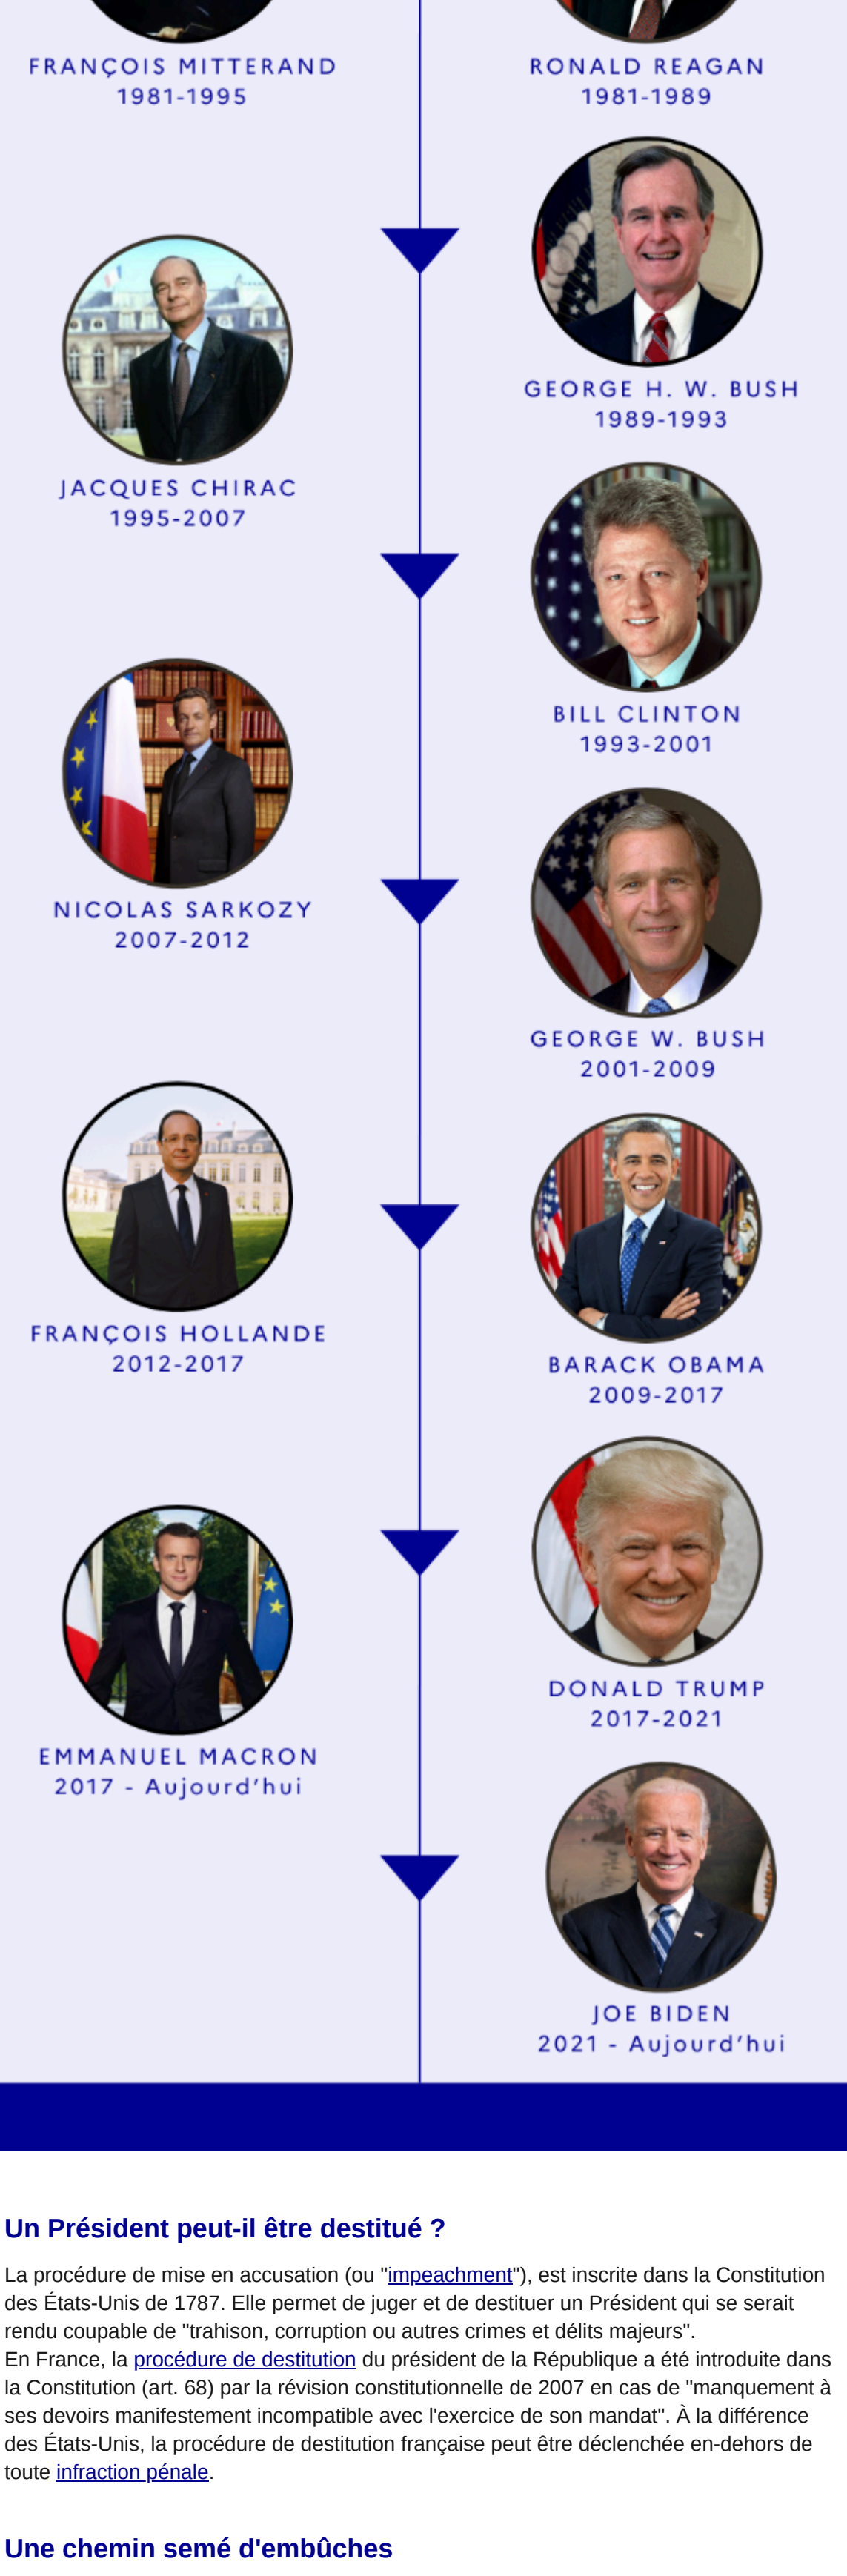 FRANÇOIS MITTERAND
1981-1995
RONALD REAGAN
1981-1989
GEORGE H. W. BUSH
1989-1993
JACQUES CHIRAC
1995-2007
BILL CLINTON
1993-2001
NICOLAS SARKOZY
2007-2012
GEORGE W. BUSH
2001-2009
FRANÇOIS HOLLANDE
2012-2017
BARACK OBAMA
2009-2017
DONALD TRUMP
2017-2021
EMMANUEL MACRON
2017 - Aujourd'hui
JOE BIDEN
2021 - Aujourd'hui
Un Président peut-il être destitué ?
La procédure de mise en accusation (ou "impeachment"), est inscrite dans la Constitution
des États-Unis de 1787. Elle permet de juger et de destituer un Président qui se serait
rendu coupable de "trahison, corruption ou autres crimes et délits majeurs".
En France, la procédure de destitution du président de la République a été introduite dans
la Constitution (art. 68) par la révision constitutionnelle de 2007 en cas de "manquement à
ses devoirs manifestement incompatible avec l'exercice de son mandat". À la différence
des États-Unis, la procédure de destitution française peut être déclenchée en-dehors de
toute infraction pénale.
Une chemin semé d'embûches